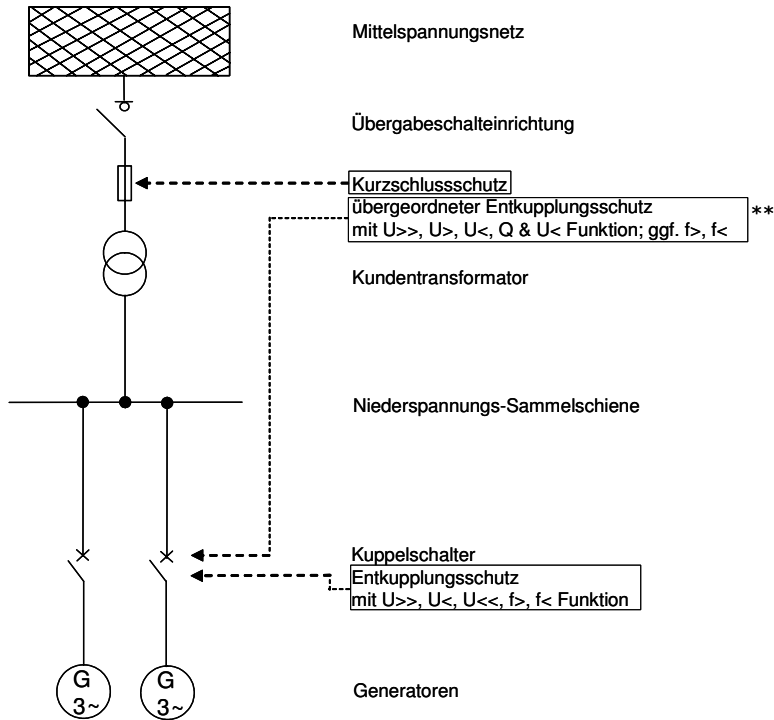 Mittelspannungsnetz
Übergabeschalteinrichtung
Kurzschlussschutz
übergeordneter Entkupplungsschutz
mit U>>, U>, U<, Q & U< Funktion; ggf. f>, f<
**
Kundentransformator
Niederspannungs-Sammelschiene
Kuppelschalter
Entkupplungsschutz
mit U>>, U<, U<<, f>, f< Funktion
G
3~
G
3~
Generatoren